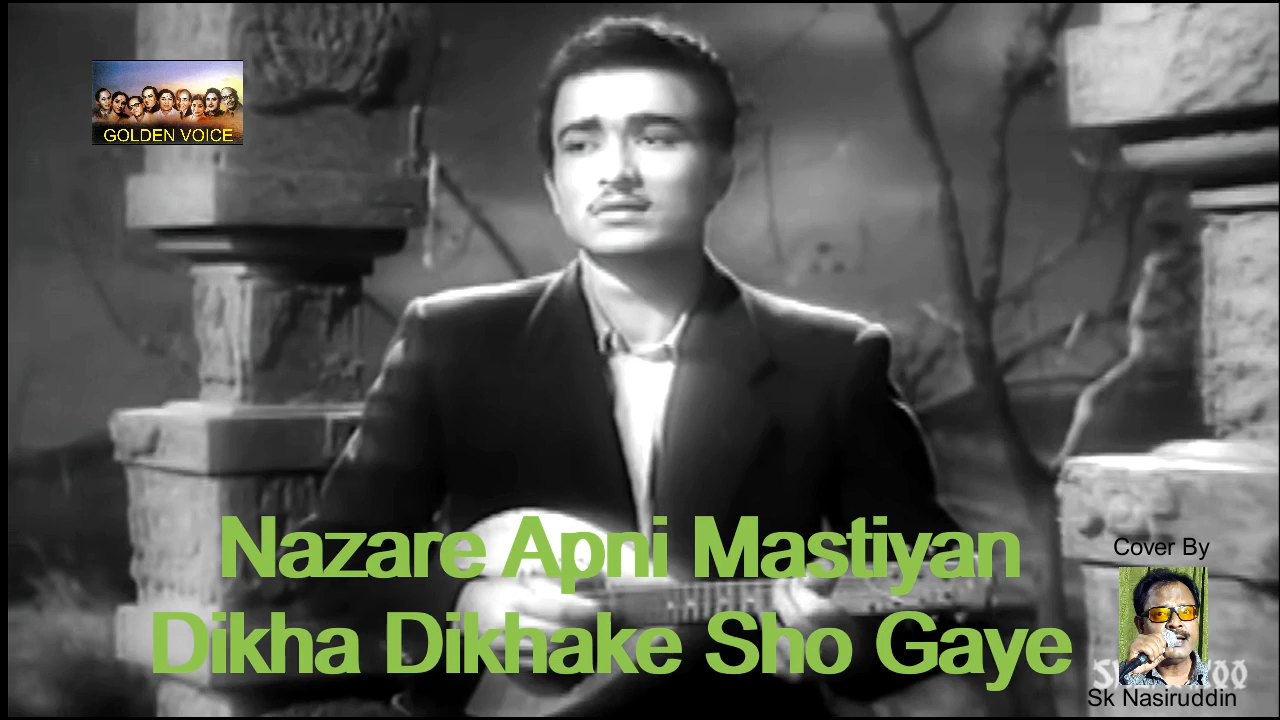 GOLDEN VOICE
Nazare Apni Mastiyan
Dikha Dikhake Sho Gaye
Cover By
Sk Nasiruddin